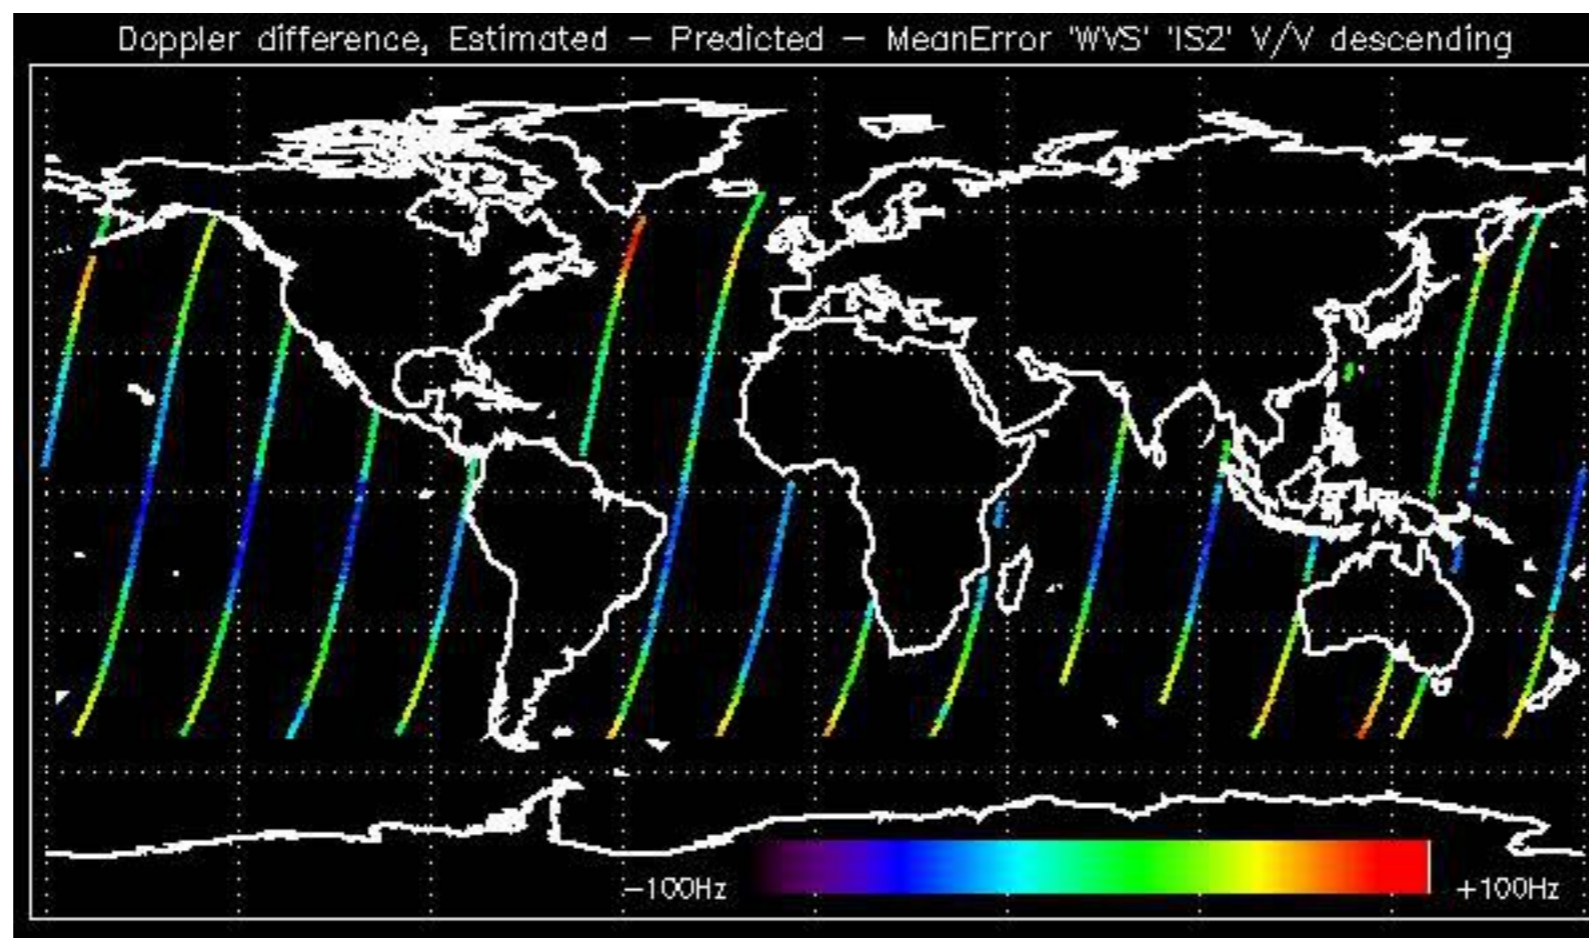 Doppler difference, Estimated – Predicted – MeanError 'WVS' 'IS2' V/V descending
–100Hz
+100Hz